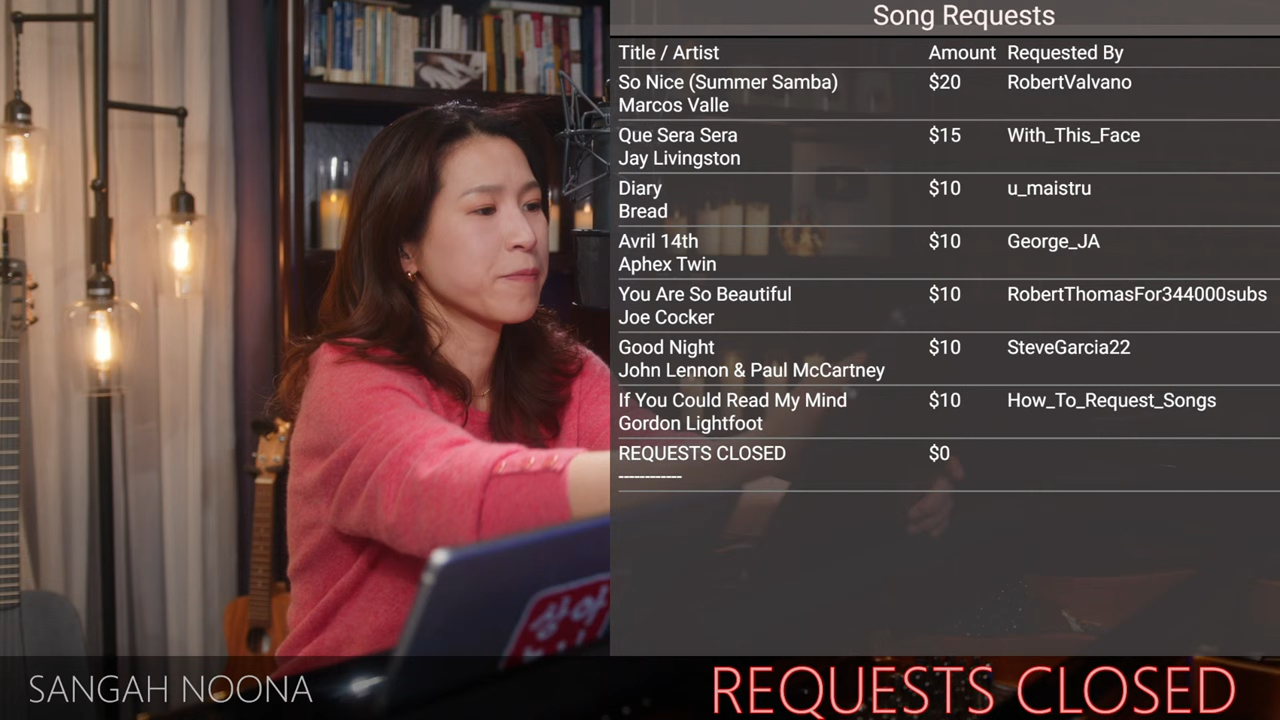 Song Requests
Title / Artist Amount Requested By
So Nice (Summer Samba) $20 RobertValvano
Marcos Valle
Que Sera Sera $15 With_This_Face
Jay Livingston
Diary $10 u_maistru
Bread
Avril 14th $10 George_JA
Aphex Twin
You Are So Beautiful $10 RobertThomasFor344000subs
Joe Cocker
Good Night $10 SteveGarcia22
John Lennon & Paul McCartney
If You Could Read My Mind $10 How_To_Request_Songs
Gordon Lightfoot
REQUESTS CLOSED $0
------------
상아
SANGAH NOONA
REQUESTS CLOSED